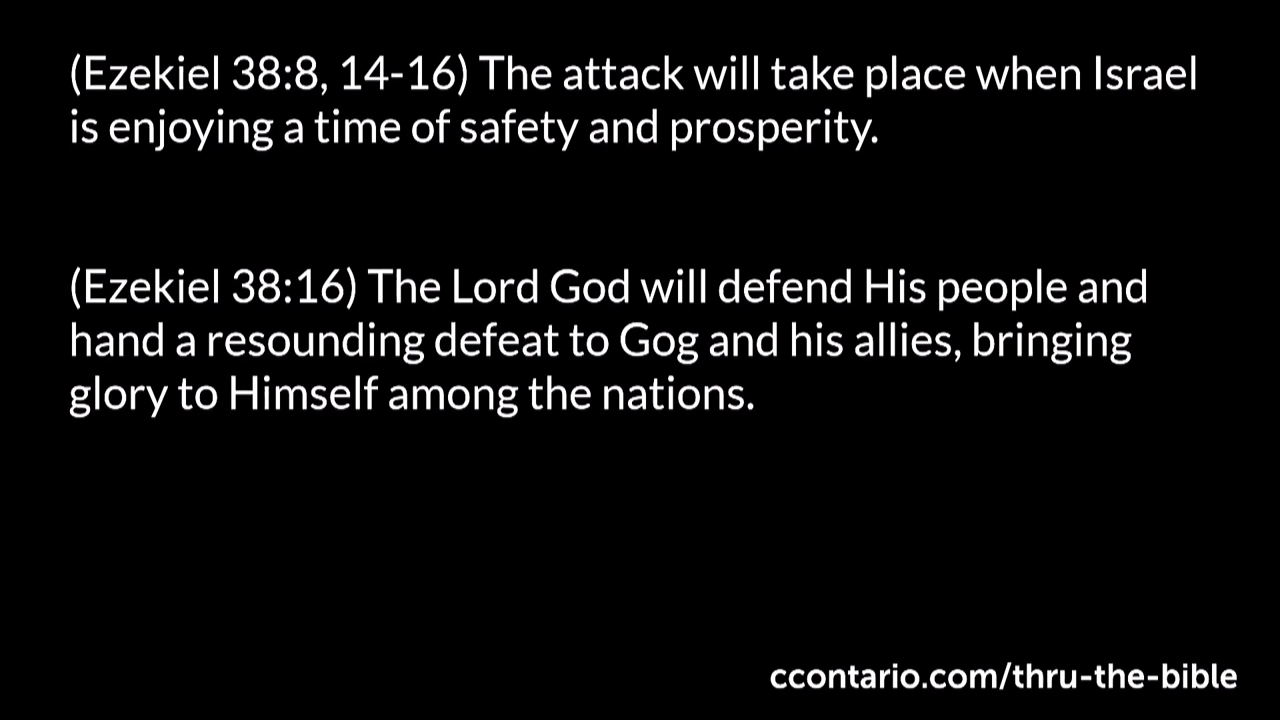 (Ezekiel 38:8, 14-16) The attack will take place when Israel
is enjoying a time of safety and prosperity.
(Ezekiel 38:16) The Lord God will defend His people and
hand a resounding defeat to Gog and his allies, bringing
glory to Himself among the nations.
ccontario.com/thru-the-bible